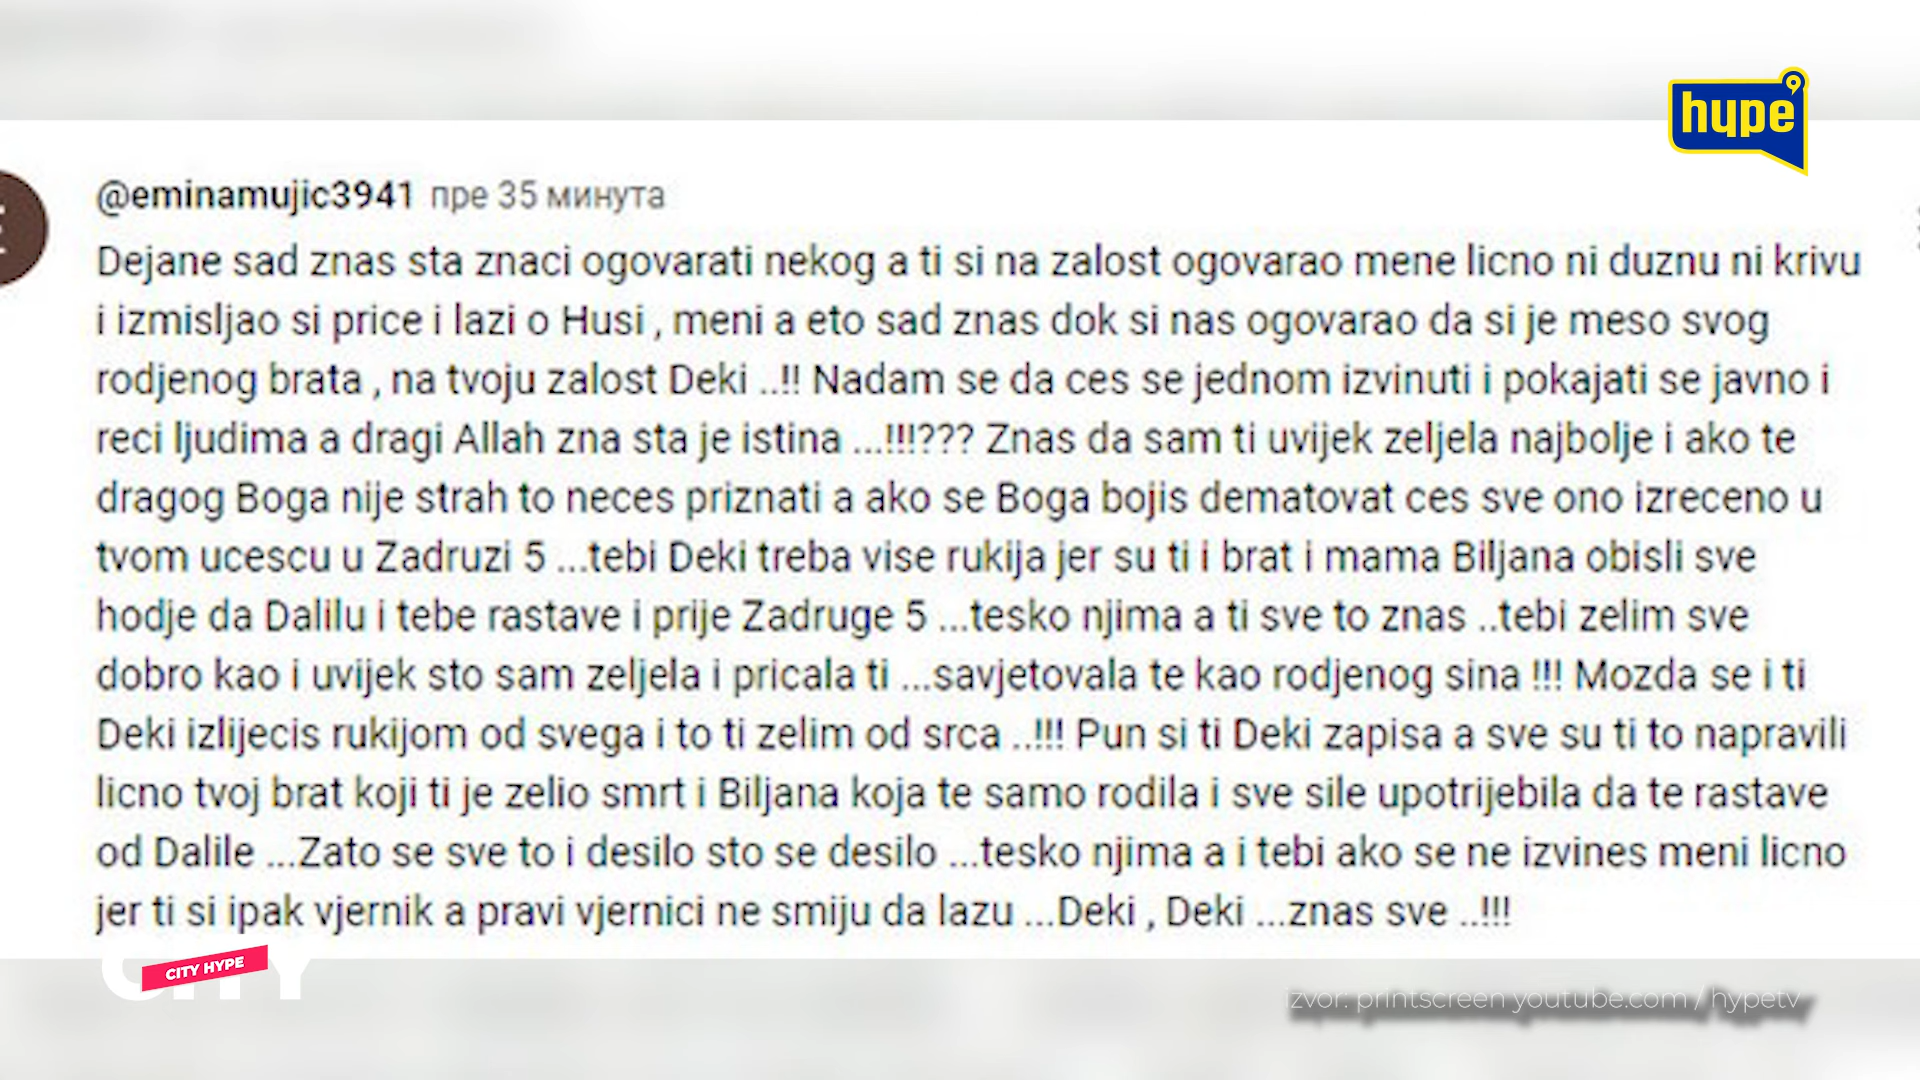 hype
@eminamujic3941 пре 35 минута
Dejane sad znas sta znaci ogovarati nekog a ti si na zalost ogovarao mene licno ni duznu ni krivu
i izmisljao si price i lazi o Husi , meni a eto sad znas dok si nas ogovarao da si je meso svog
rodjenog brata , na tvoju zalost Deki ..!! Nadam se da ces se jednom izvinuti i pokajati se javno i
reci ljudima a dragi Allah zna sta je istina ...!!!??? Znas da sam ti uvijek zeljela najbolje i ako te
dragog Boga nije strah to neces priznati a ako se Boga bojis dematovat ces sve ono izreceno u
tvom ucescu u Zadruzi 5 ...tebi Deki treba vise rukija jer su ti i brat i mama Biljana obisli sve
hodje da Dalilu i tebe rastave i prije Zadruge 5 ...tesko njima a ti sve to znas ..tebi zelim sve
dobro kao i uvijek sto sam zeljela i pricala ti ...savjetovala te kao rodjenog sina !!! Mozda se i ti
Deki izlijecis rukijom od svega i to ti zelim od srca ..!!! Pun si ti Deki zapisa a sve su ti to napravili
licno tvoj brat koji ti je zelio smrt i Biljana koja te samo rodila i sve sile upotrijebila da te rastave
od Dalile ...Zato se sve to i desilo sto se desilo ...tesko njima a i tebi ako se ne izvines meni licno
jer ti si ipak vjernik a pravi vjernici ne smiju da lazu ...Deki , Deki ...znas sve ..!!!
CITY
CITY HYPE
izvor: printscreen youtube.com / hypetv